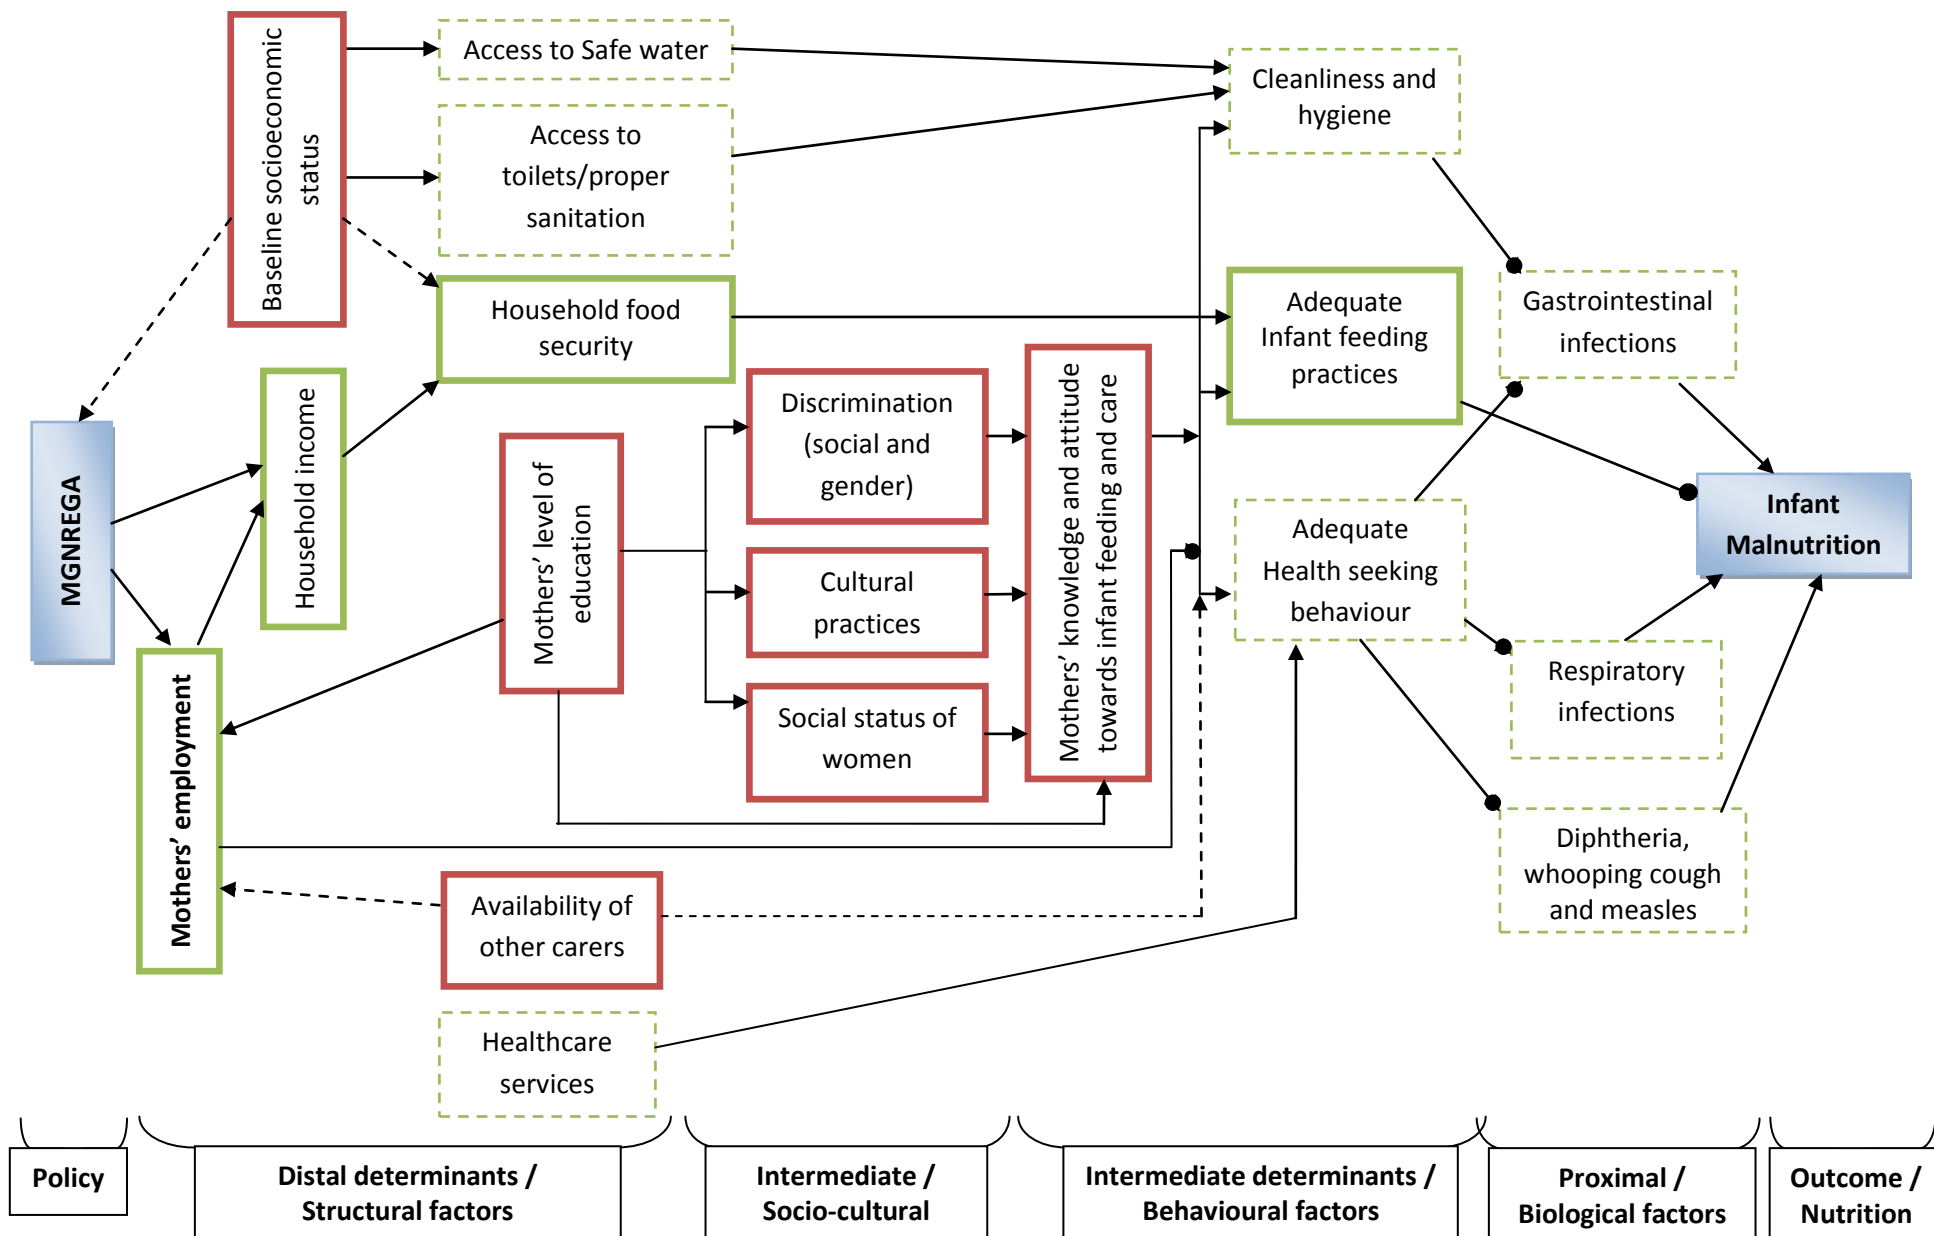 Baseline socioeconomic
status
Access to Safe water
Access to
toilets/proper
sanitation
Household food
security
Cleanliness and
hygiene
Adequate
Infant feeding
practices
Gastrointestinal
infections
MGNREGA
Household income
Mothers' employment
Mothers' level of
education
Discrimination
(social and
gender)
Cultural
practices
Social status of
women
Mothers' knowledge and attitude
towards infant feeding and care
Adequate
Health seeking
behaviour
Infant
Malnutrition
Respiratory
infections
Diphtheria,
whooping cough
and measles
Availability of
other carers
Healthcare
services
Policy
Distal determinants /
Structural factors
Intermediate /
Socio-cultural
Intermediate determinants /
Behavioural factors
Proximal /
Biological factors
Outcome /
Nutrition